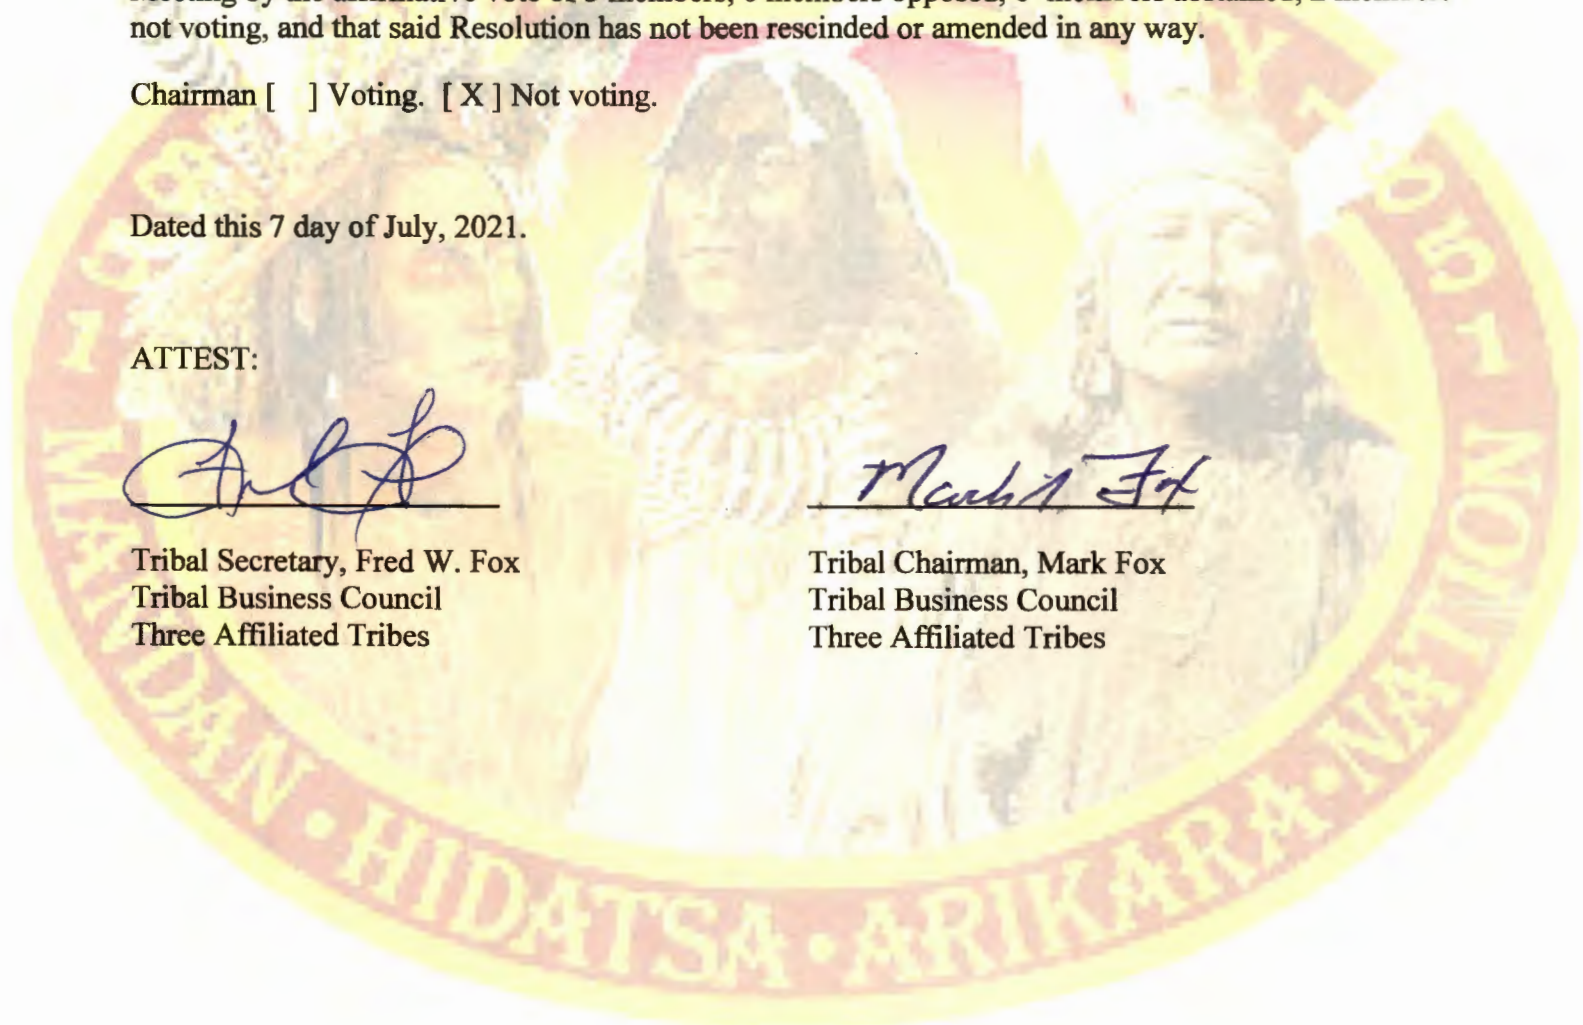 not voting, and that said Resolution has not been rescinded or amended in any way.
Chairman [ ] Voting. [ X ] Not voting.
Dated this 7 day of July, 2021.
ATTEST:
Mark N Fox
Tribal Secretary, Fred W. Fox
Tribal Business Council
Three Affiliated Tribes
Tribal Chairman, Mark Fox
Tribal Business Council
Three Affiliated Tribes
MANDAN • HIDATSA • ARIKARA • NATION